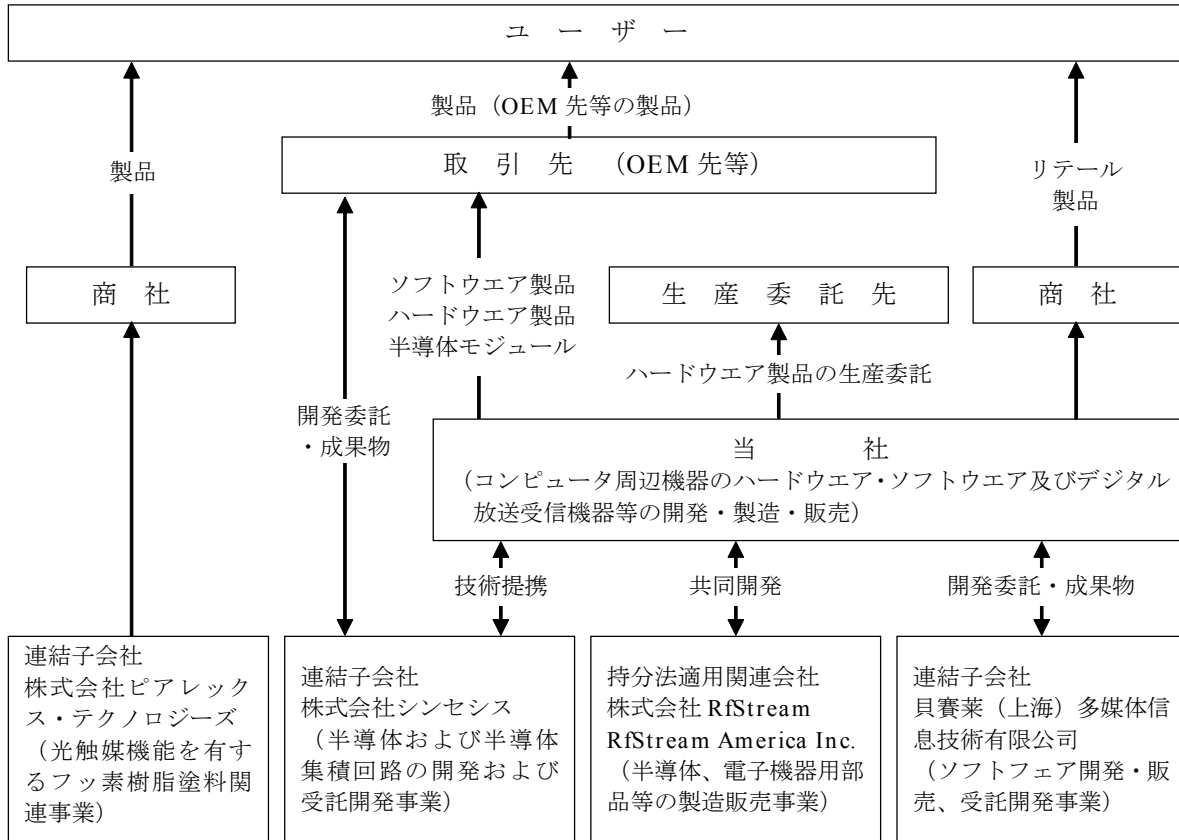 ユーザー
製品（OEM 先等の製品）
取引先 （OEM 先等）
製品
リテール
製品
商社
ソフトウエア製品
ハードウエア製品
半導体モジュール
生産委託先
商社
ハードウエア製品の生産委託
開発委託
・成果物
当社
（コンピュータ周辺機器のハードウエア・ソフトウエア及びデジタル
放送受信機器等の開発・製造・販売）
技術提携
共同開発
開発委託・成果物
連結子会社
株式会社ピアレック
ス・テクノロジーズ
（光触媒機能を有す
るフッ素樹脂塗料関
連事業）
連結子会社
株式会社シンセシス
（半導体および半導体
集積回路の開発および
受託開発事業）
持分法適用関連会社
株式会社 RfStream
RfStream America Inc.
（半導体、電子機器用部
品等の製造販売事業）
連結子会社
貝賽莱（上海）多媒体信
息技術有限公司
（ソフトフェア開発・販
売、受託開発事業）